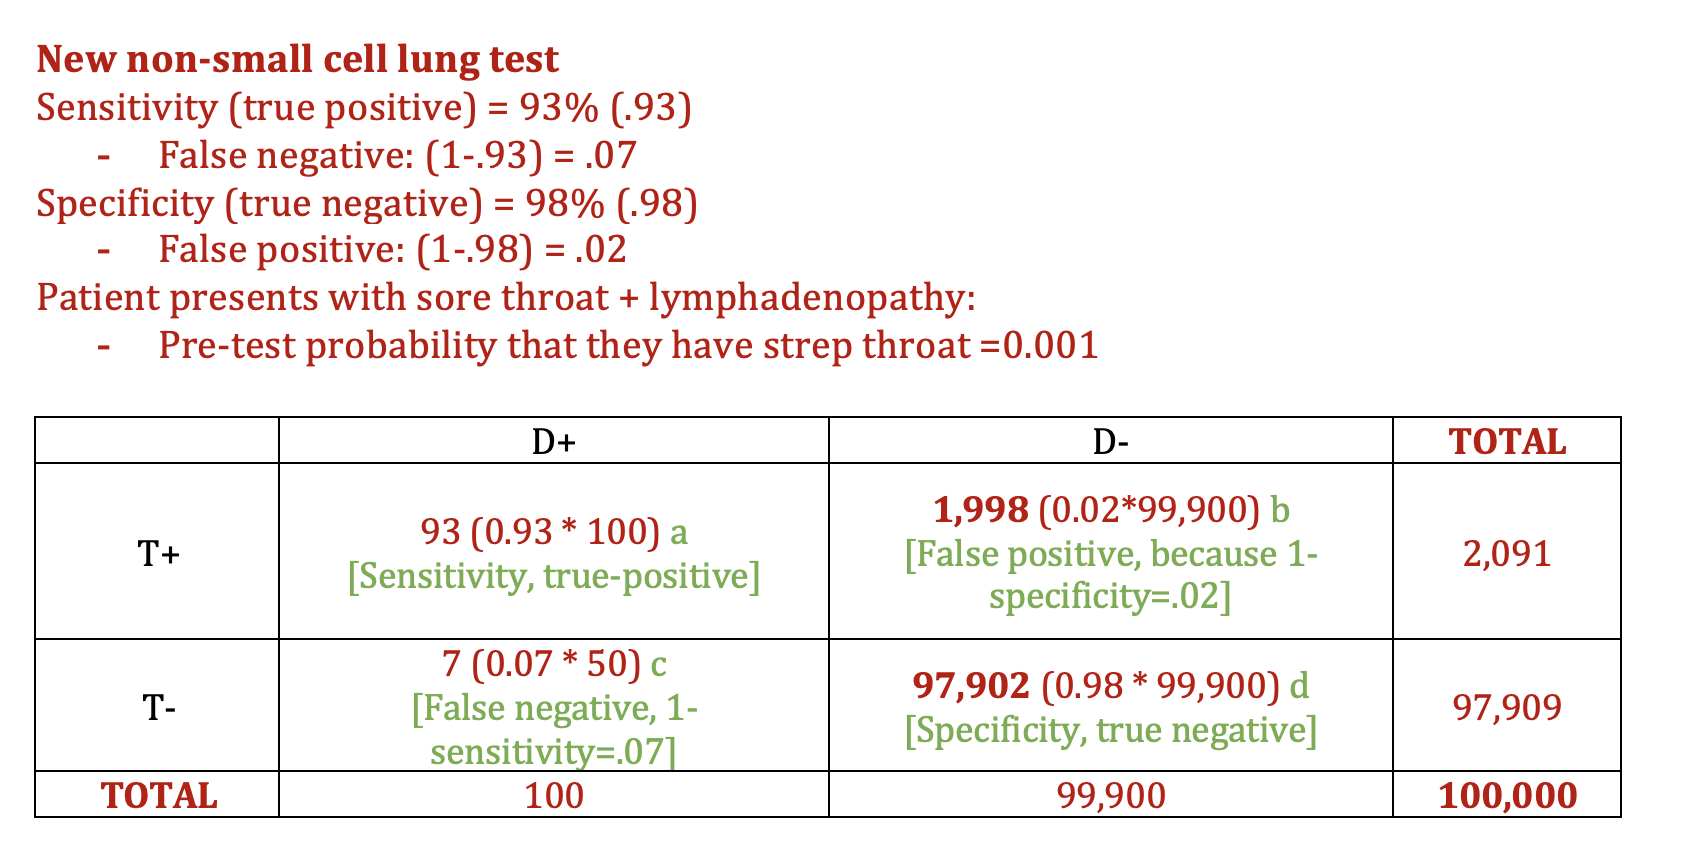 New non-small cell lung test
Sensitivity (true positive) = 93% (.93)
- False negative: (1-.93) = .07
Specificity (true negative) = 98% (.98)
- False positive: (1-.98) = .02
Patient presents with sore throat + lymphadenopathy:
- Pre-test probability that they have strep throat =0.001
D+ D- TOTAL
T+
93 (0.93 * 100) a
[Sensitivity, true-positive]
1,998 (0.02*99,900) b
[False positive, because 1-
specificity=.02]
2,091
T-
7 (0.07 * 50) c
[False negative, 1-
sensitivity=.07]
97,902 (0.98 * 99,900) d
[Specificity, true negative]
97,909
TOTAL 100 99,900 100,000